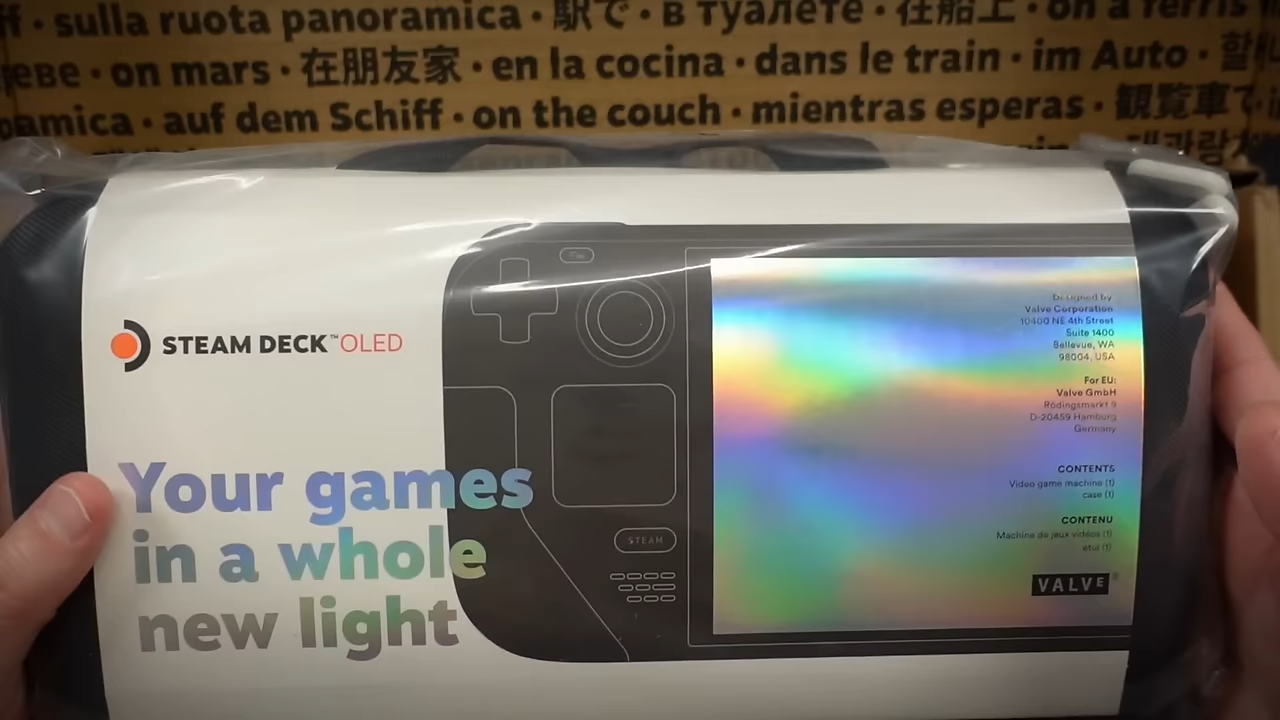 sulla ruota panoramica · 駅で · в туалете · 在船上 · on a ferris
on mars · 在朋友家 · en la cocina · dans le train · im Auto ·
amica · auf dem Schiff · on the couch · mientras esperas · 観覧車で
STEAM DECK™ OLED
Your games
in a whole
new light
STEAM
Designed by
Valve Corporation
10400 NE 4th Street
Suite 1400
Bellevue, WA
98004, USA
For EU:
Valve GmbH
Rödingsmarkt 9
D-20459 Hamburg
Germany
CONTENTS
Video game machine (1)
case (1)
CONTENU
Machine de jeux vidéos (1)
étui (1)
VALVE®